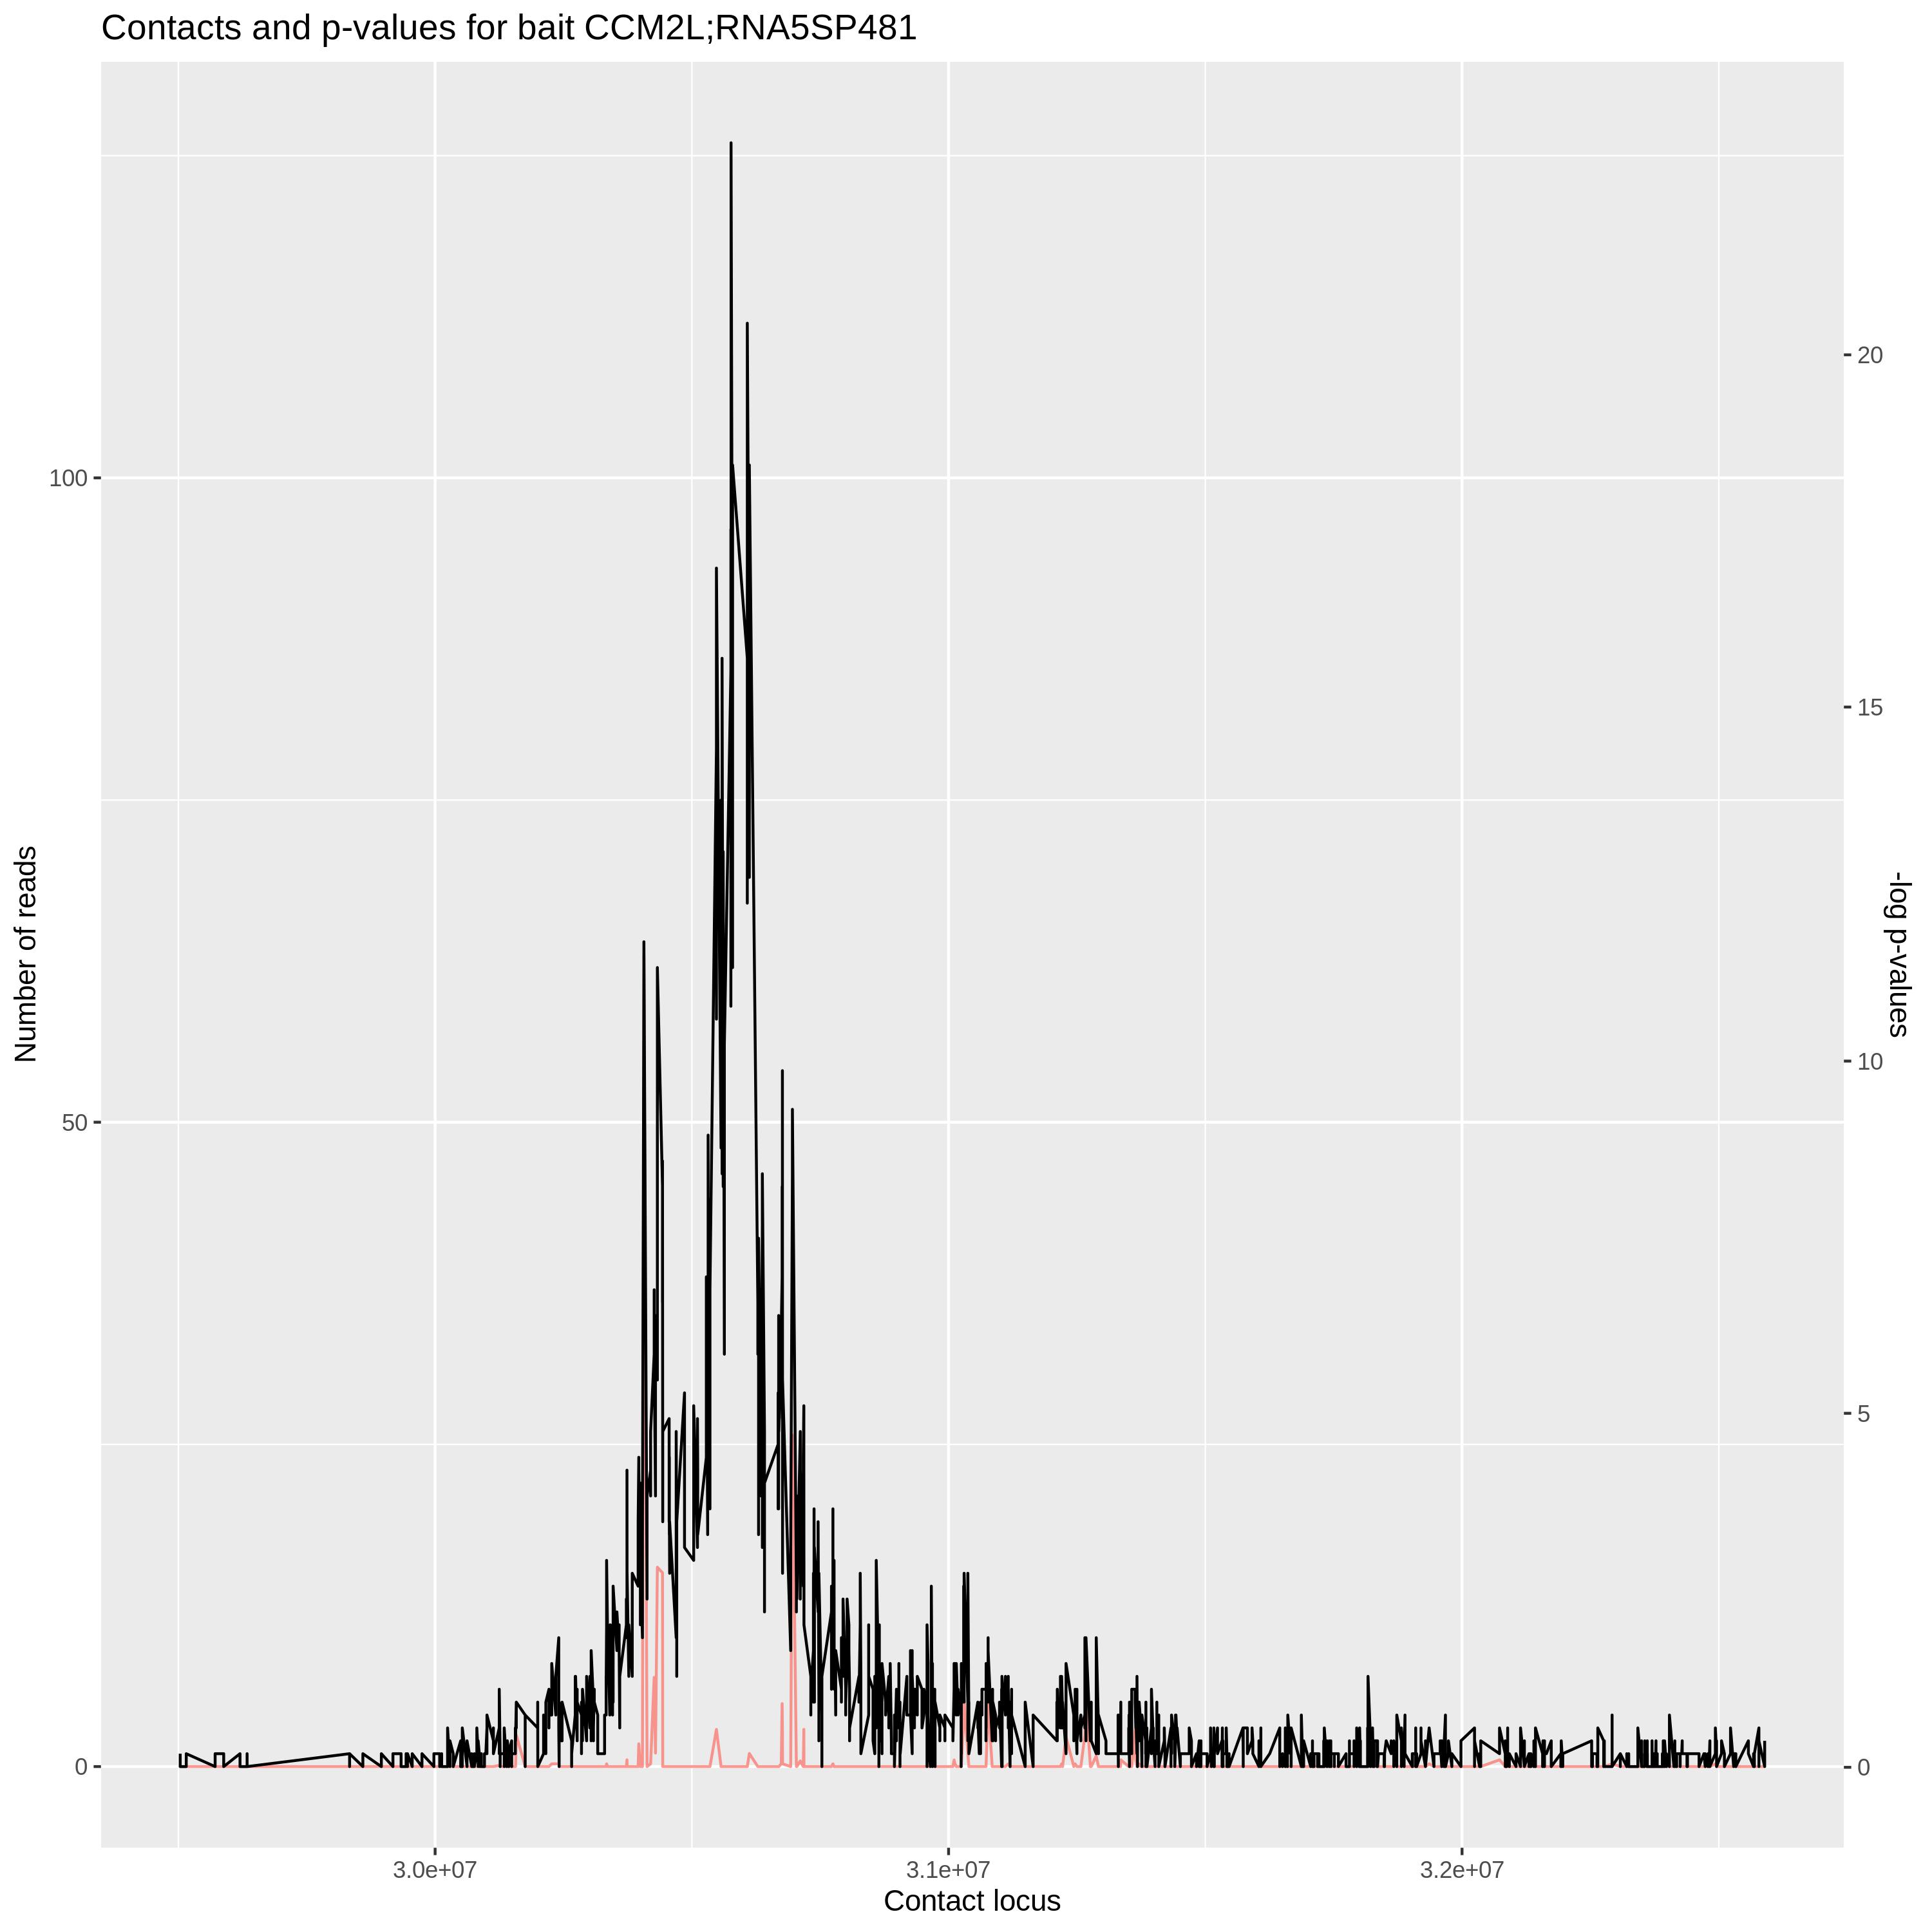 Contacts and p-values for bait CCM2L;RNA5SP481
100
50
0
Number of reads
20
15
10
5
0
-log p-values
3.0e+07
3.1e+07
3.2e+07
Contact locus